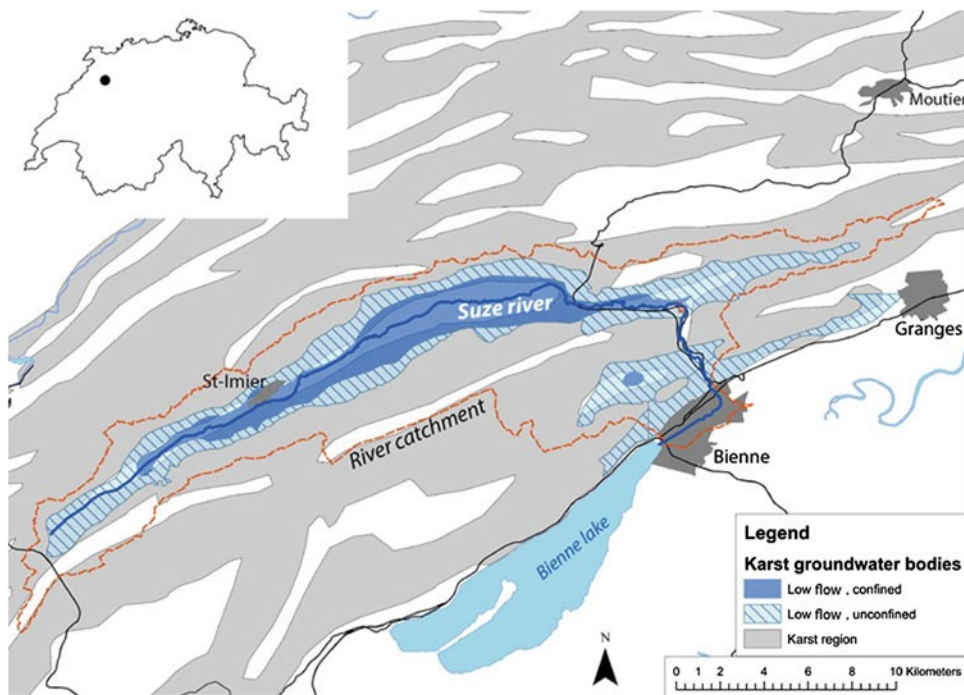 Moutier
Suze river
Granges
St-Imier
River catchment
Bienne
Bienne lake
Legend
Karst groundwater bodies
Low flow , confined
Low flow , unconfined
Karst region
N
0 1 2 4 6 8 10 Kilometers